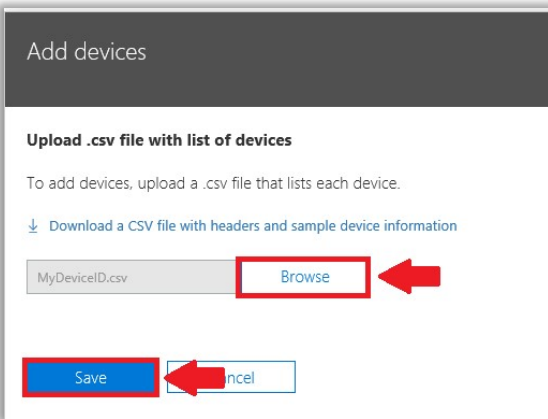 Add devices
Upload .csv file with list of devices
To add devices, upload a .csv file that lists each device.
Download a CSV file with headers and sample device information
MyDeviceID.csv Browse
Save ncel